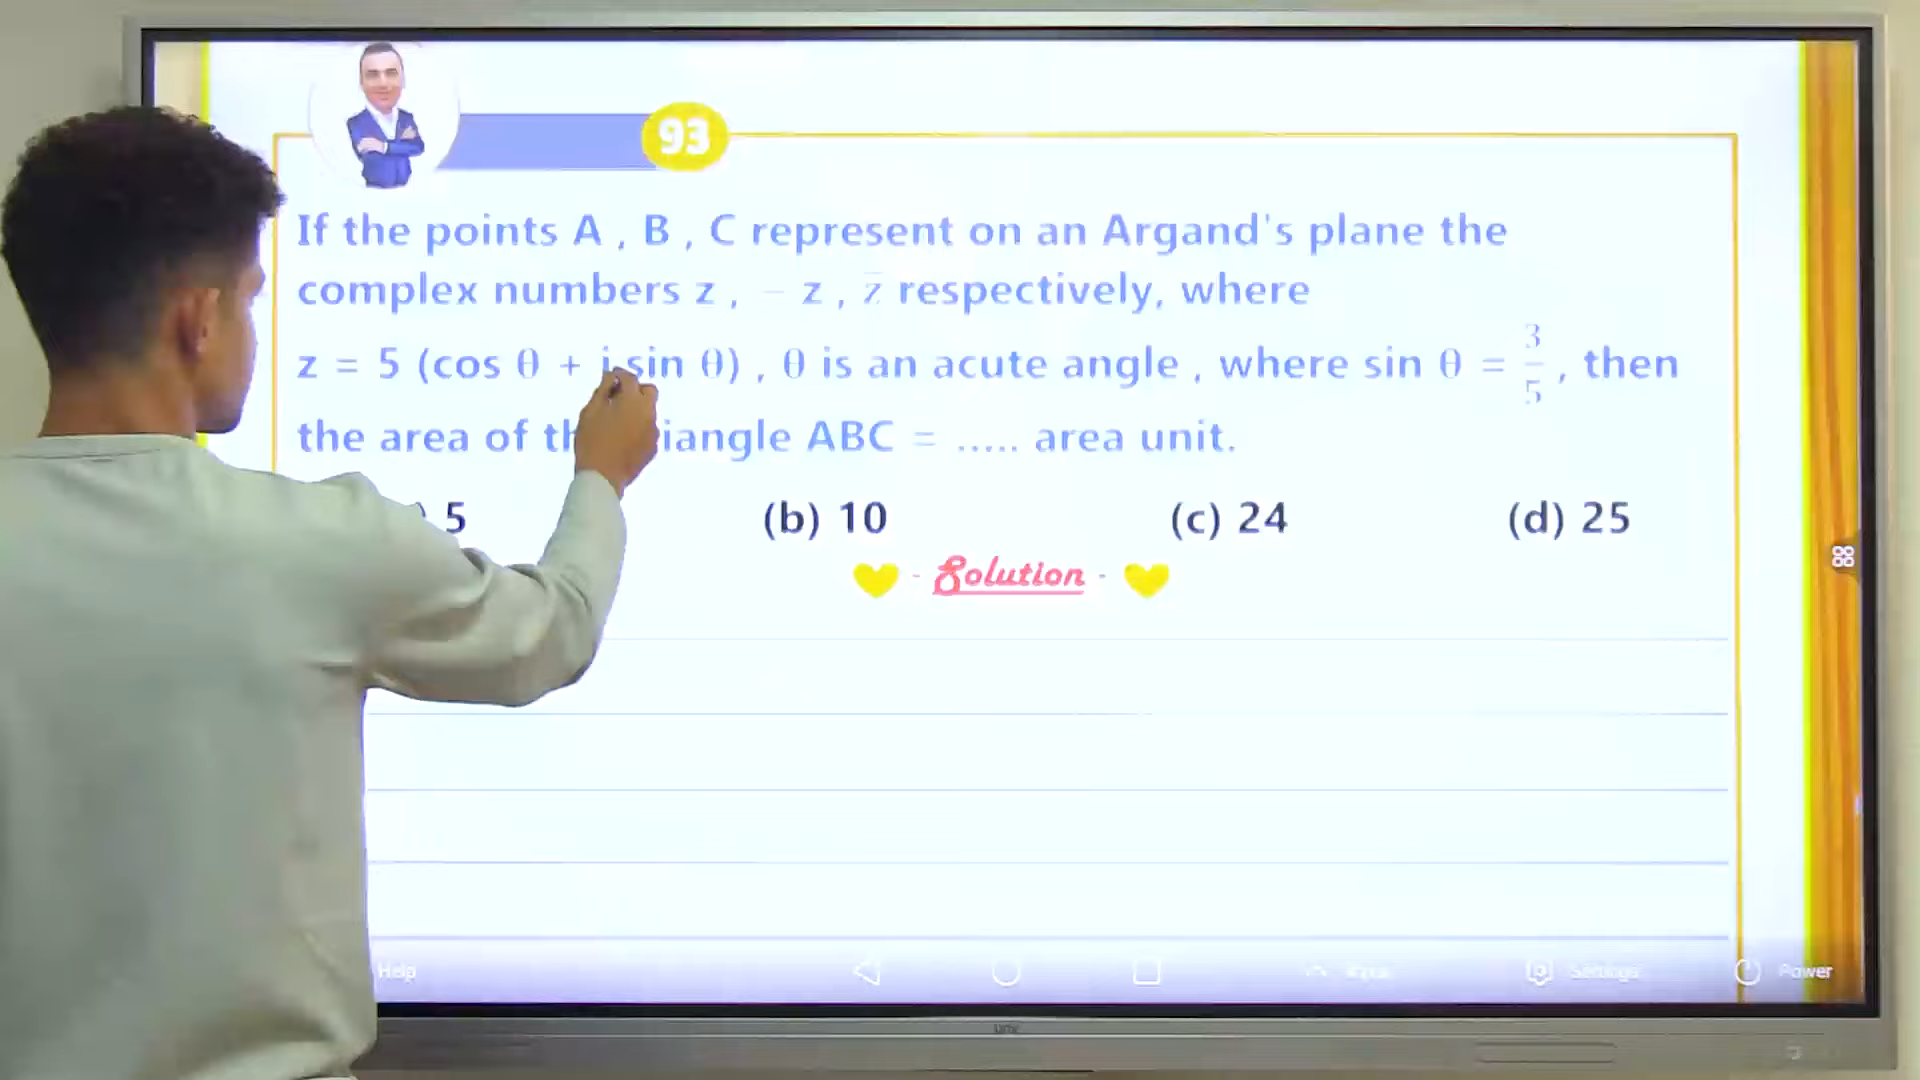 93
If the points A , B , C represent on an Argand's plane the
complex numbers z , − z , z̅ respectively, where
z = 5 (cos θ + i sin θ) , θ is an acute angle , where sin θ = 3/5 , then
the area of th iangle ABC = ..... area unit.
) 5 (b) 10 (c) 24 (d) 25
- Solution -
Help Settings Power